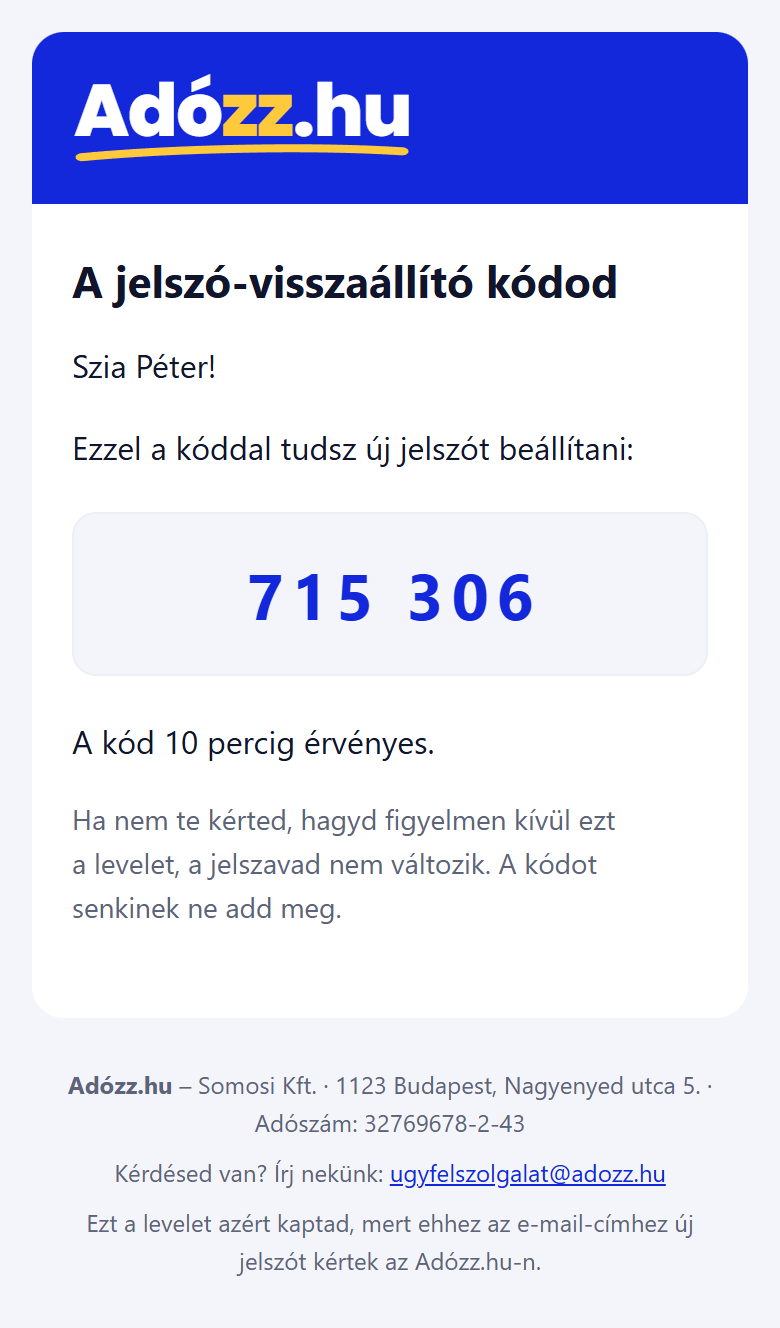 Adózz.hu
A jelszó-visszaállító kódod
Szia Péter!
Ezzel a kóddal tudsz új jelszót beállítani:
715 306
A kód 10 percig érvényes.
Ha nem te kérted, hagyd figyelmen kívül ezt
a levelet, a jelszavad nem változik. A kódot
senkinek ne add meg.
Adózz.hu – Somosi Kft. · 1123 Budapest, Nagyenyed utca 5. ·
Adószám: 32769678-2-43
Kérdésed van? Írj nekünk: ugyfelszolgalat@adozz.hu
Ezt a levelet azért kaptad, mert ehhez az e-mail-címhez új
jelszót kértek az Adózz.hu-n.